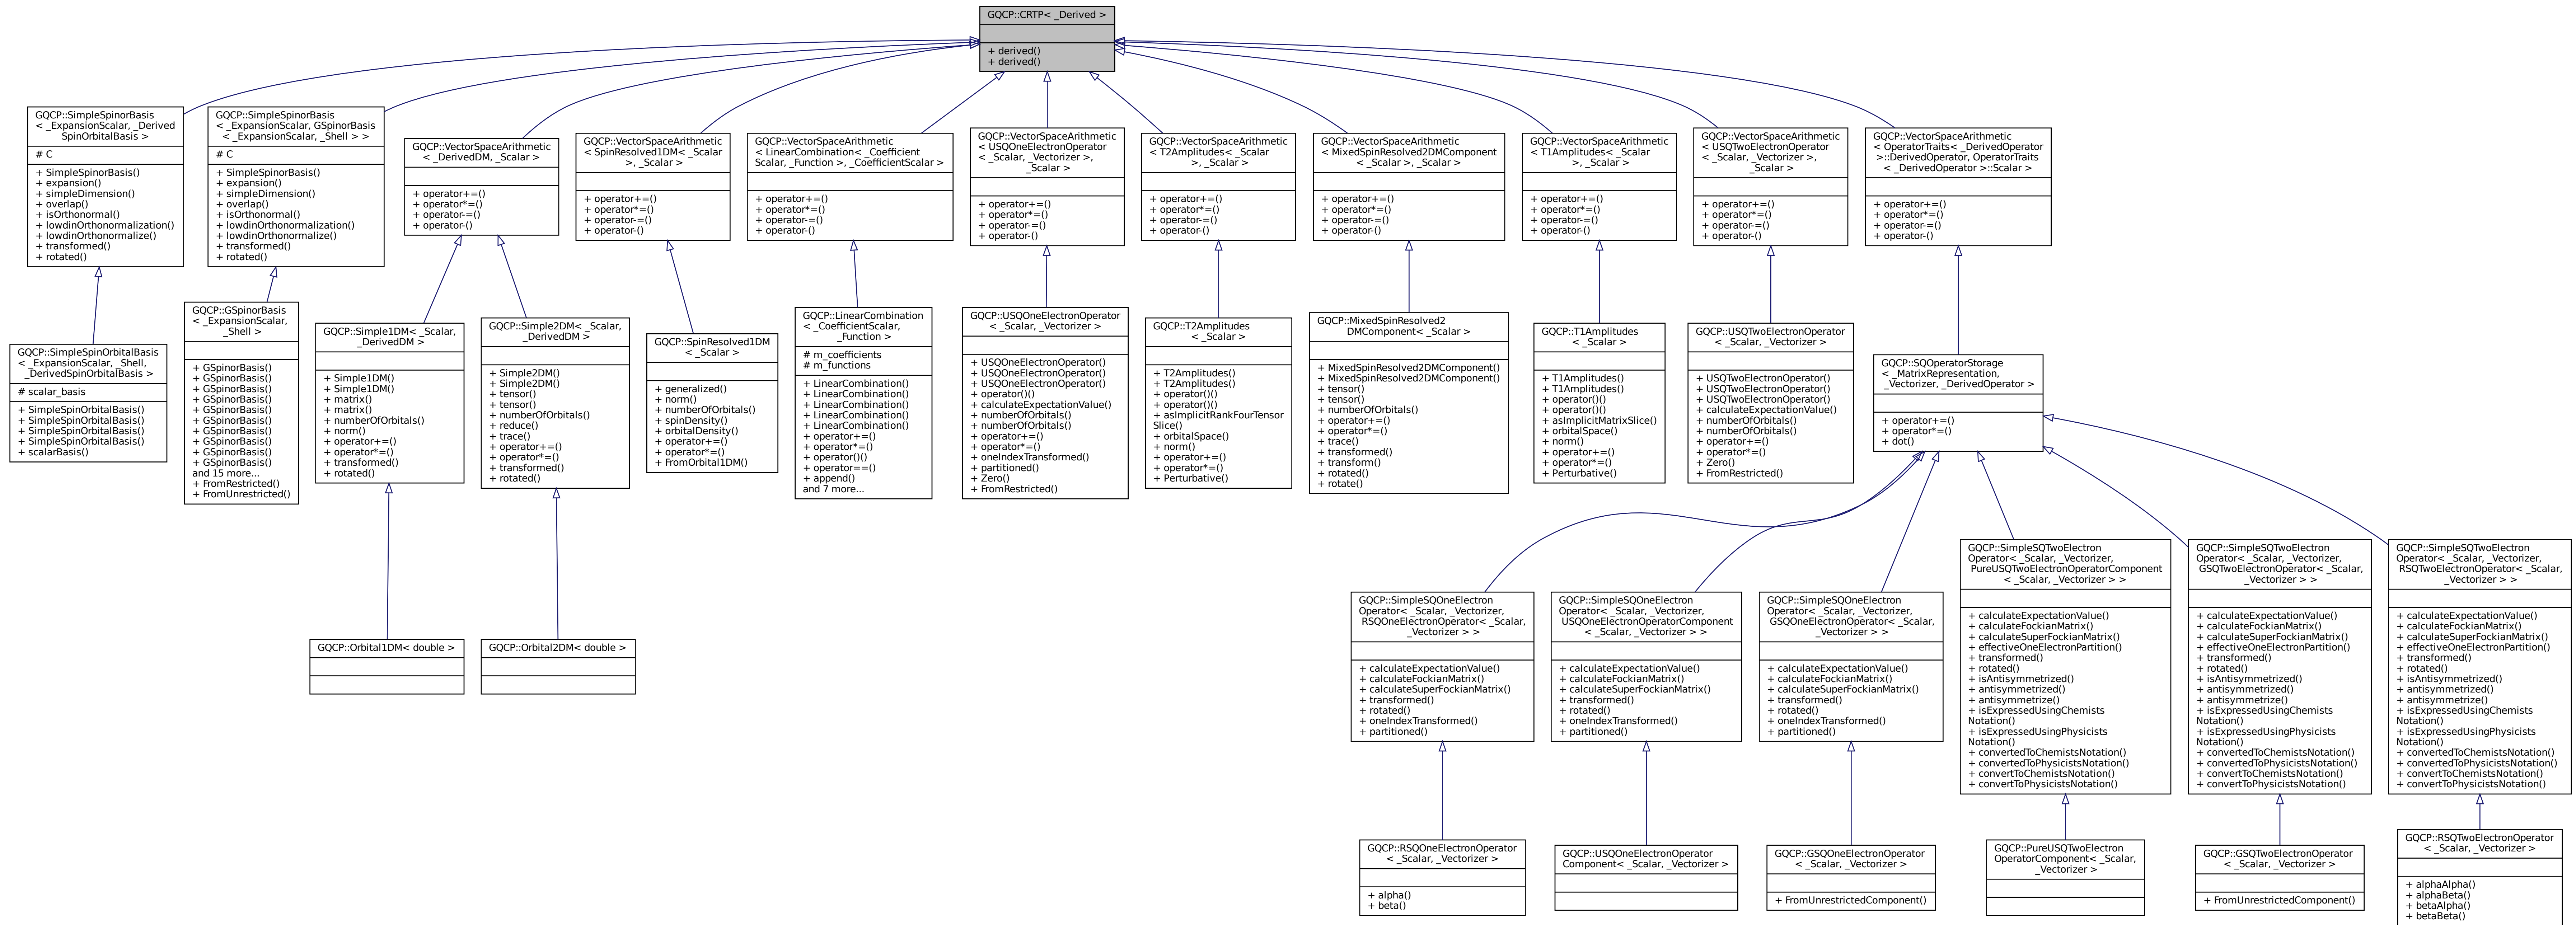 GQCP::CRTP< _Derived >
+ derived()
+ derived()
GQCP::SimpleSpinorBasis
< _ExpansionScalar, _Derived
SpinOrbitalBasis >
# C
+ SimpleSpinorBasis()
+ expansion()
+ simpleDimension()
+ overlap()
+ isOrthonormal()
+ lowdinOrthonormalization()
+ lowdinOrthonormalize()
+ transformed()
+ rotated()
GQCP::SimpleSpinorBasis
< _ExpansionScalar, GSpinorBasis
< _ExpansionScalar, _Shell > >
# C
+ SimpleSpinorBasis()
+ expansion()
+ simpleDimension()
+ overlap()
+ isOrthonormal()
+ lowdinOrthonormalization()
+ lowdinOrthonormalize()
+ transformed()
+ rotated()
GQCP::VectorSpaceArithmetic
< _DerivedDM, _Scalar >
+ operator+=()
+ operator*=()
+ operator-=()
+ operator-()
GQCP::VectorSpaceArithmetic
< SpinResolved1DM< _Scalar
>, _Scalar >
+ operator+=()
+ operator*=()
+ operator-=()
+ operator-()
GQCP::VectorSpaceArithmetic
< LinearCombination< _Coefficient
Scalar, _Function >, _CoefficientScalar >
+ operator+=()
+ operator*=()
+ operator-=()
+ operator-()
GQCP::VectorSpaceArithmetic
< USQOneElectronOperator
< _Scalar, _Vectorizer >,
_Scalar >
+ operator+=()
+ operator*=()
+ operator-=()
+ operator-()
GQCP::VectorSpaceArithmetic
< T2Amplitudes< _Scalar
>, _Scalar >
+ operator+=()
+ operator*=()
+ operator-=()
+ operator-()
GQCP::VectorSpaceArithmetic
< MixedSpinResolved2DMComponent
< _Scalar >, _Scalar >
+ operator+=()
+ operator*=()
+ operator-=()
+ operator-()
GQCP::VectorSpaceArithmetic
< T1Amplitudes< _Scalar
>, _Scalar >
+ operator+=()
+ operator*=()
+ operator-=()
+ operator-()
GQCP::VectorSpaceArithmetic
< USQTwoElectronOperator
< _Scalar, _Vectorizer >,
_Scalar >
+ operator+=()
+ operator*=()
+ operator-=()
+ operator-()
GQCP::VectorSpaceArithmetic
< OperatorTraits< _DerivedOperator
>::DerivedOperator, OperatorTraits
< _DerivedOperator >::Scalar >
+ operator+=()
+ operator*=()
+ operator-=()
+ operator-()
GQCP::SimpleSpinOrbitalBasis
< _ExpansionScalar, _Shell,
_DerivedSpinOrbitalBasis >
# scalar_basis
+ SimpleSpinOrbitalBasis()
+ SimpleSpinOrbitalBasis()
+ SimpleSpinOrbitalBasis()
+ SimpleSpinOrbitalBasis()
+ scalarBasis()
GQCP::GSpinorBasis
< _ExpansionScalar,
_Shell >
+ GSpinorBasis()
+ GSpinorBasis()
+ GSpinorBasis()
+ GSpinorBasis()
+ GSpinorBasis()
+ GSpinorBasis()
+ GSpinorBasis()
+ GSpinorBasis()
+ GSpinorBasis()
+ GSpinorBasis()
and 15 more...
+ FromRestricted()
+ FromUnrestricted()
GQCP::Simple1DM< _Scalar,
_DerivedDM >
+ Simple1DM()
+ Simple1DM()
+ matrix()
+ matrix()
+ numberOfOrbitals()
+ norm()
+ operator+=()
+ operator*=()
+ transformed()
+ rotated()
GQCP::Simple2DM< _Scalar,
_DerivedDM >
+ Simple2DM()
+ Simple2DM()
+ tensor()
+ tensor()
+ numberOfOrbitals()
+ reduce()
+ trace()
+ operator+=()
+ operator*=()
+ transformed()
+ rotated()
GQCP::SpinResolved1DM
< _Scalar >
+ generalized()
+ norm()
+ numberOfOrbitals()
+ spinDensity()
+ orbitalDensity()
+ operator+=()
+ operator*=()
+ FromOrbital1DM()
GQCP::LinearCombination
< _CoefficientScalar,
_Function >
# m_coefficients
# m_functions
+ LinearCombination()
+ LinearCombination()
+ LinearCombination()
+ LinearCombination()
+ LinearCombination()
+ operator+=()
+ operator*=()
+ operator()()
+ operator==()
+ append()
and 7 more...
GQCP::USQOneElectronOperator
< _Scalar, _Vectorizer >
+ USQOneElectronOperator()
+ USQOneElectronOperator()
+ USQOneElectronOperator()
+ operator()()
+ calculateExpectationValue()
+ numberOfOrbitals()
+ numberOfOrbitals()
+ operator+=()
+ operator*=()
+ oneIndexTransformed()
+ partitioned()
+ Zero()
+ FromRestricted()
GQCP::T2Amplitudes
< _Scalar >
+ T2Amplitudes()
+ T2Amplitudes()
+ operator()()
+ operator()()
+ asImplicitRankFourTensor
Slice()
+ orbitalSpace()
+ norm()
+ operator+=()
+ operator*=()
+ Perturbative()
GQCP::MixedSpinResolved2
DMComponent< _Scalar >
+ MixedSpinResolved2DMComponent()
+ MixedSpinResolved2DMComponent()
+ tensor()
+ tensor()
+ numberOfOrbitals()
+ operator+=()
+ operator*=()
+ trace()
+ transformed()
+ transform()
+ rotated()
+ rotate()
GQCP::T1Amplitudes
< _Scalar >
+ T1Amplitudes()
+ T1Amplitudes()
+ operator()()
+ operator()()
+ asImplicitMatrixSlice()
+ orbitalSpace()
+ norm()
+ operator+=()
+ operator*=()
+ Perturbative()
GQCP::USQTwoElectronOperator
< _Scalar, _Vectorizer >
+ USQTwoElectronOperator()
+ USQTwoElectronOperator()
+ USQTwoElectronOperator()
+ calculateExpectationValue()
+ numberOfOrbitals()
+ numberOfOrbitals()
+ operator+=()
+ operator*=()
+ Zero()
+ FromRestricted()
GQCP::SQOperatorStorage
< _MatrixRepresentation,
_Vectorizer, _DerivedOperator >
+ operator+=()
+ operator*=()
+ dot()
GQCP::Orbital1DM< double >
GQCP::Orbital2DM< double >
GQCP::SimpleSQOneElectron
Operator< _Scalar, _Vectorizer,
RSQOneElectronOperator< _Scalar,
_Vectorizer > >
+ calculateExpectationValue()
+ calculateFockianMatrix()
+ calculateSuperFockianMatrix()
+ transformed()
+ rotated()
+ oneIndexTransformed()
+ partitioned()
GQCP::SimpleSQOneElectron
Operator< _Scalar, _Vectorizer,
USQOneElectronOperatorComponent
< _Scalar, _Vectorizer > >
+ calculateExpectationValue()
+ calculateFockianMatrix()
+ calculateSuperFockianMatrix()
+ transformed()
+ rotated()
+ oneIndexTransformed()
+ partitioned()
GQCP::SimpleSQOneElectron
Operator< _Scalar, _Vectorizer,
GSQOneElectronOperator< _Scalar,
_Vectorizer > >
+ calculateExpectationValue()
+ calculateFockianMatrix()
+ calculateSuperFockianMatrix()
+ transformed()
+ rotated()
+ oneIndexTransformed()
+ partitioned()
GQCP::SimpleSQTwoElectron
Operator< _Scalar, _Vectorizer,
PureUSQTwoElectronOperatorComponent
< _Scalar, _Vectorizer > >
+ calculateExpectationValue()
+ calculateFockianMatrix()
+ calculateSuperFockianMatrix()
+ effectiveOneElectronPartition()
+ transformed()
+ rotated()
+ isAntisymmetrized()
+ antisymmetrized()
+ antisymmetrize()
+ isExpressedUsingChemists
Notation()
+ isExpressedUsingPhysicists
Notation()
+ convertedToChemistsNotation()
+ convertedToPhysicistsNotation()
+ convertToChemistsNotation()
+ convertToPhysicistsNotation()
GQCP::SimpleSQTwoElectron
Operator< _Scalar, _Vectorizer,
GSQTwoElectronOperator< _Scalar,
_Vectorizer > >
+ calculateExpectationValue()
+ calculateFockianMatrix()
+ calculateSuperFockianMatrix()
+ effectiveOneElectronPartition()
+ transformed()
+ rotated()
+ isAntisymmetrized()
+ antisymmetrized()
+ antisymmetrize()
+ isExpressedUsingChemists
Notation()
+ isExpressedUsingPhysicists
Notation()
+ convertedToChemistsNotation()
+ convertedToPhysicistsNotation()
+ convertToChemistsNotation()
+ convertToPhysicistsNotation()
GQCP::SimpleSQTwoElectron
Operator< _Scalar, _Vectorizer,
RSQTwoElectronOperator< _Scalar,
_Vectorizer > >
+ calculateExpectationValue()
+ calculateFockianMatrix()
+ calculateSuperFockianMatrix()
+ effectiveOneElectronPartition()
+ transformed()
+ rotated()
+ isAntisymmetrized()
+ antisymmetrized()
+ antisymmetrize()
+ isExpressedUsingChemists
Notation()
+ isExpressedUsingPhysicists
Notation()
+ convertedToChemistsNotation()
+ convertedToPhysicistsNotation()
+ convertToChemistsNotation()
+ convertToPhysicistsNotation()
GQCP::RSQOneElectronOperator
< _Scalar, _Vectorizer >
+ alpha()
+ beta()
GQCP::USQOneElectronOperator
Component< _Scalar, _Vectorizer >
GQCP::GSQOneElectronOperator
< _Scalar, _Vectorizer >
+ FromUnrestrictedComponent()
GQCP::PureUSQTwoElectron
OperatorComponent< _Scalar,
_Vectorizer >
GQCP::GSQTwoElectronOperator
< _Scalar, _Vectorizer >
+ FromUnrestrictedComponent()
GQCP::RSQTwoElectronOperator
< _Scalar, _Vectorizer >
+ alphaAlpha()
+ alphaBeta()
+ betaAlpha()
+ betaBeta()